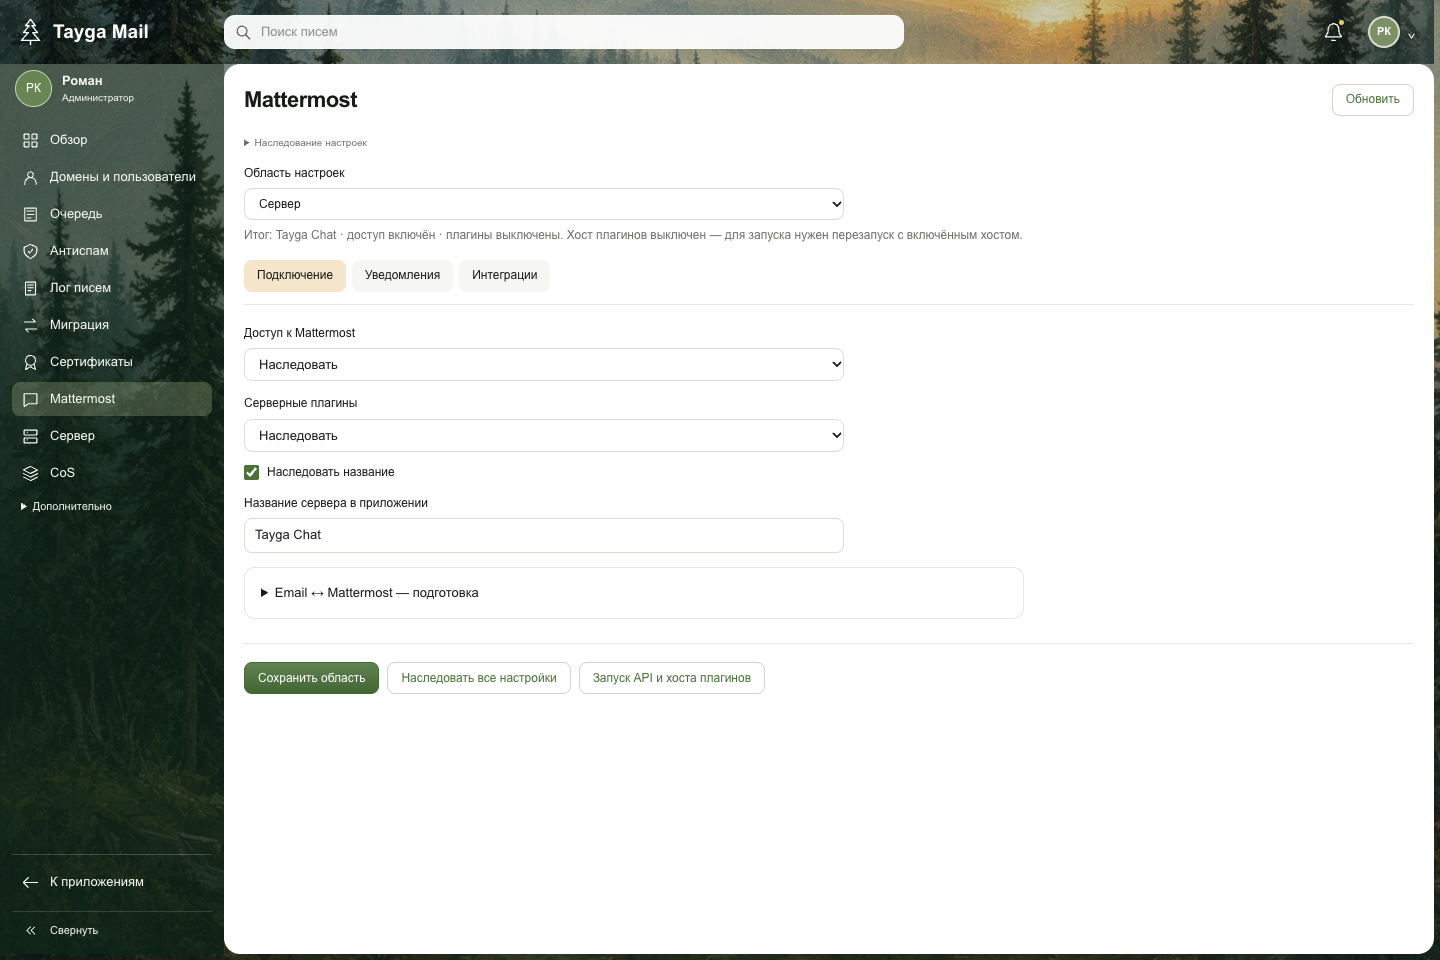 Tayga Mail
Поиск писем
РК
РК
Роман
Администратор
Обзор
Домены и пользователи
Очередь
Антиспам
Лог писем
Миграция
Сертификаты
Mattermost
Сервер
CoS
Дополнительно
К приложениям
Свернуть
Mattermost
Обновить
Наследование настроек
Область настроек
Сервер
Итог: Tayga Chat · доступ включён · плагины выключены. Хост плагинов выключен — для запуска нужен перезапуск с включённым хостом.
Подключение
Уведомления
Интеграции
Доступ к Mattermost
Наследовать
Серверные плагины
Наследовать
Наследовать название
Название сервера в приложении
Tayga Chat
Email ↔ Mattermost — подготовка
Сохранить область
Наследовать все настройки
Запуск API и хоста плагинов